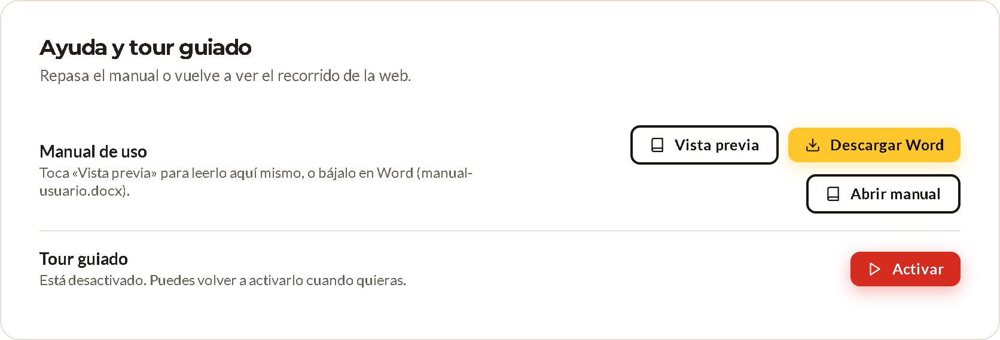 Ayuda y tour guiado
Repasa el manual o vuelve a ver el recorrido de la web.
Manual de uso
Toca «Vista previa» para leerlo aquí mismo, o bájalo en Word (manual-
usuario.docx).
Vista previa
Descargar Word
Abrir manual
Tour guiado
Está desactivado. Puedes volver a activarlo cuando quieras.
Activar